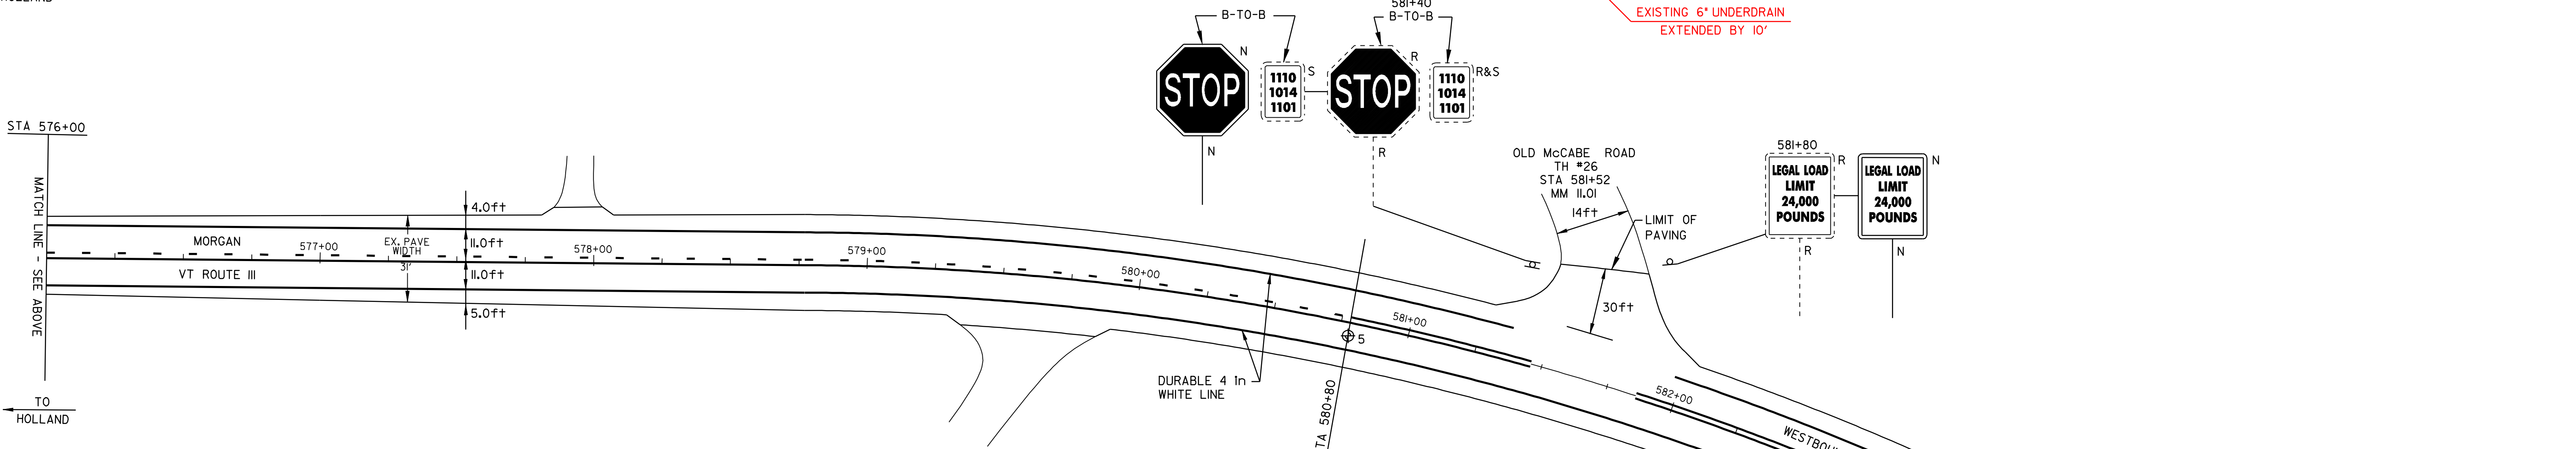 581+40
B-TO-B
B-TO-B
EXISTING 6" UNDERDRAIN
EXTENDED BY 10'
STOP
N
N
1110
1014
1101
S
STOP
R
R
1110
1014
1101
R&S
STA 576+00
MATCH LINE - SEE ABOVE
TO
HOLLAND
MORGAN
VT ROUTE 111
577+00
EX. PAVE
WIDTH
31'
4.0ft
11.0ft
11.0ft
5.0ft
578+00
579+00
580+00
581+00
582+00
DURABLE 4 In
WHITE LINE
5
TA 580+80
OLD McCABE ROAD
TH #26
STA 581+52
MM 11.01
14ft
LIMIT OF
PAVING
30ft
581+80
LEGAL LOAD
LIMIT
24,000
POUNDS
R
R
LEGAL LOAD
LIMIT
24,000
POUNDS
N
N